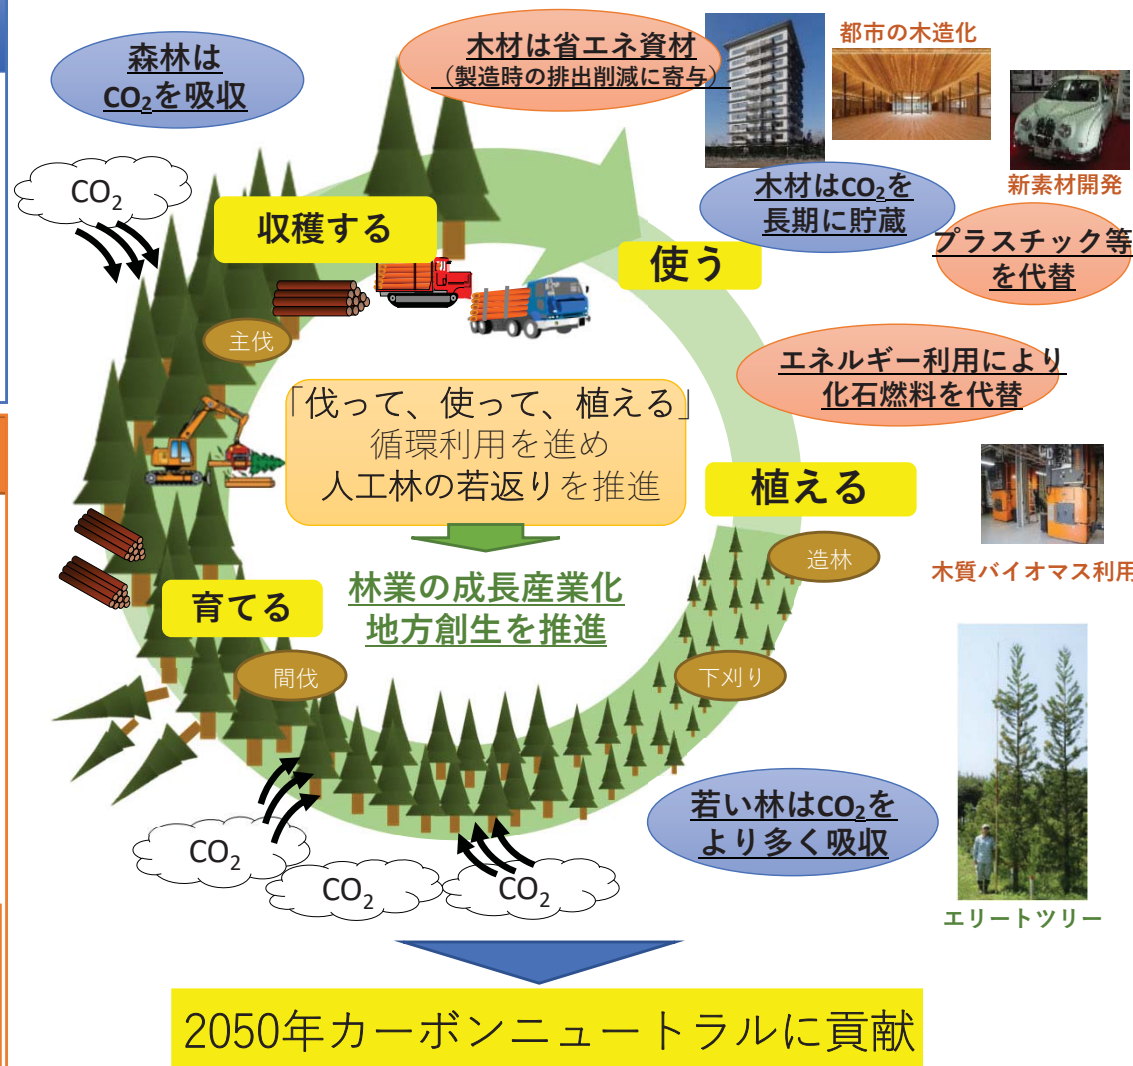 森林は
CO₂を吸収
木材は省エネ資材
（製造時の排出削減に寄与）
都市の木造化
新素材開発
CO₂
収穫する
木材はCO₂を
長期に貯蔵
プラスチック等
を代替
使う
主伐
エネルギー利用により
化石燃料を代替
「伐って、使って、植える」
循環利用を進め
人工林の若返りを推進
植える
造林
木質バイオマス利用
林業の成長産業化
地方創生を推進
育てる
間伐
下刈り
若い林はCO₂を
より多く吸収
CO₂
CO₂
CO₂
エリートツリー
2050年カーボンニュートラルに貢献